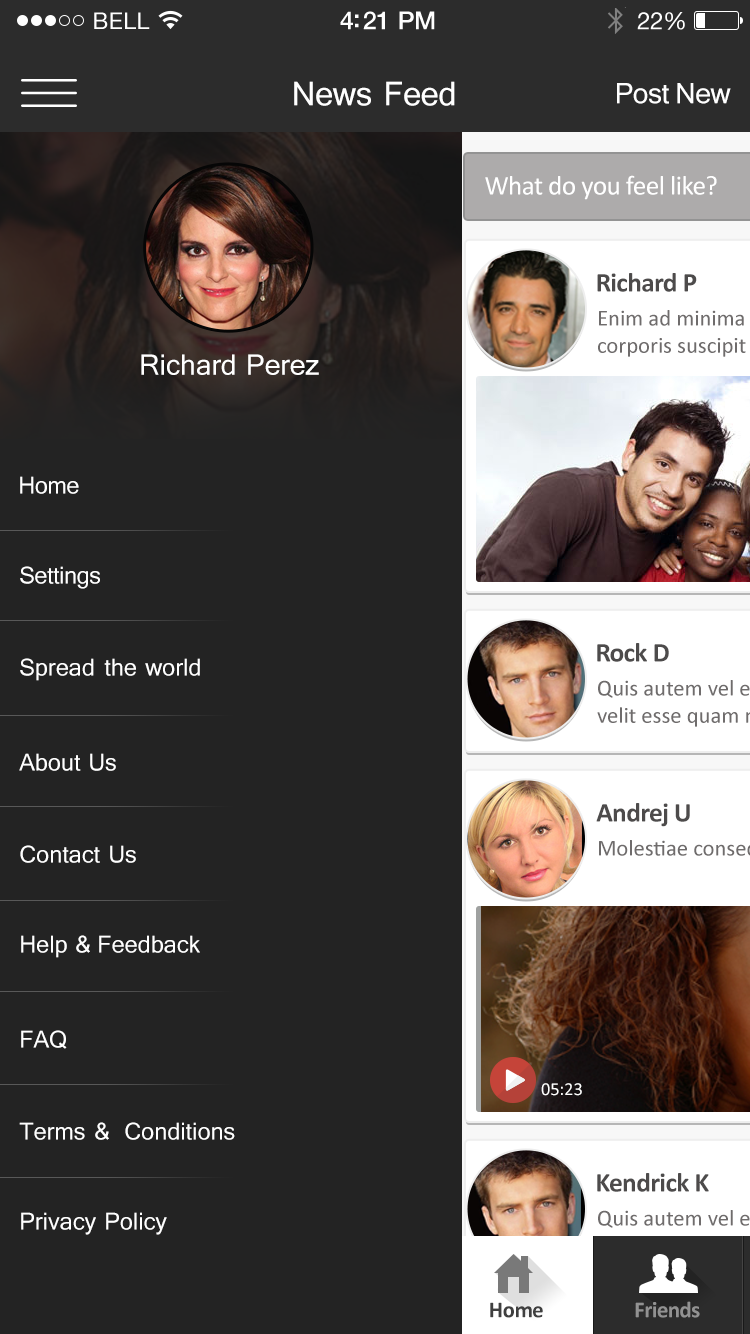 BELL 4:21 PM 22%
News Feed Post New
Richard Perez
Home
Settings
Spread the world
About Us
Contact Us
Help & Feedback
FAQ
Terms & Conditions
Privacy Policy
What do you feel like?
Richard P
Enim ad minima
corporis suscipit
Rock D
Quis autem vel e
velit esse quam
Andrej U
Molestiae conse
05:23
Kendrick K
Quis autem vel e
Home Friends